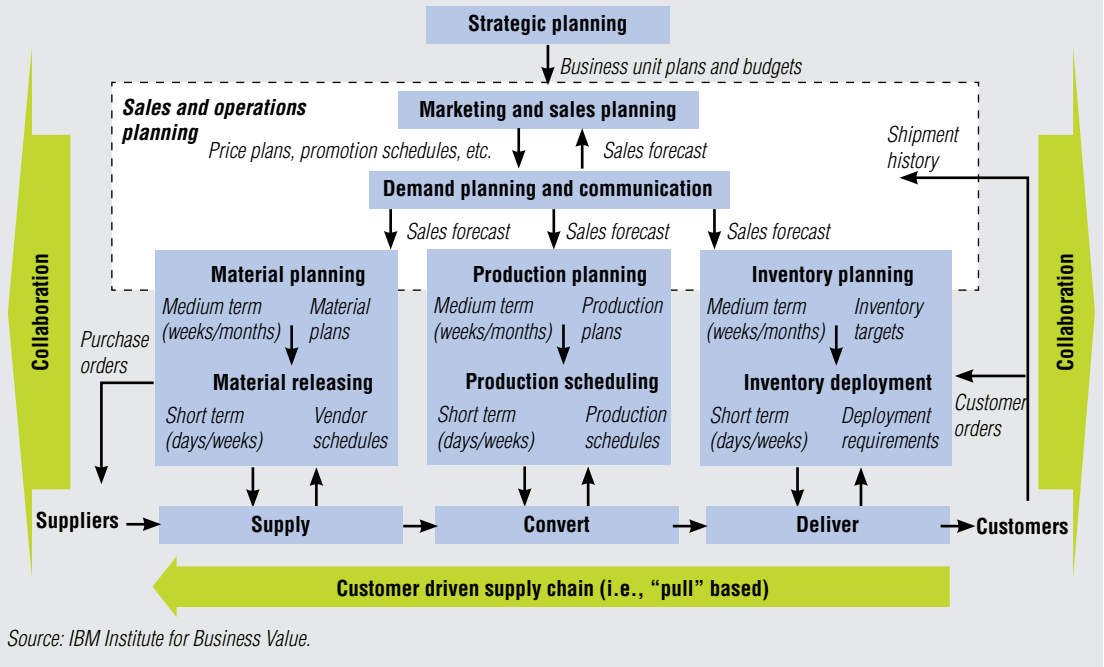 Strategic planning
Business unit plans and budgets
Sales and operations
planning
Marketing and sales planning
Price plans, promotion schedules, etc.
Sales forecast
Shipment
history
Demand planning and communication
Sales forecast
Sales forecast
Sales forecast
Collaboration
Collaboration
Material planning
Medium term
(weeks/months)
Material
plans
Material releasing
Short term
(days/weeks)
Vendor
schedules
Production planning
Medium term
(weeks/months)
Production
plans
Production scheduling
Short term
(days/weeks)
Production
schedules
Inventory planning
Medium term
(weeks/months)
Inventory
targets
Inventory deployment
Short term
(days/weeks)
Deployment
requirements
Purchase
orders
Customer
orders
Suppliers
Supply
Convert
Deliver
Customers
Customer driven supply chain (i.e., “pull” based)
Source: IBM Institute for Business Value.